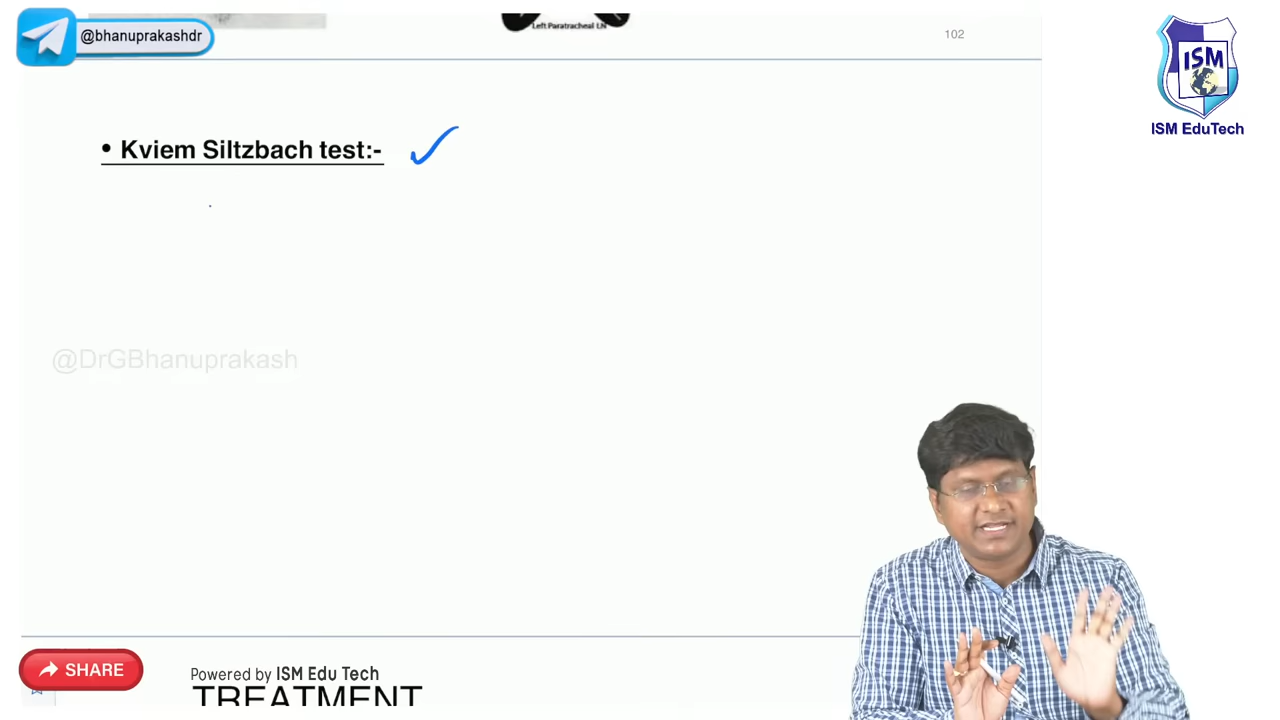 @bhanuprakashdr
Left Paratracheal LN
102
ISM
ISM EduTech
• Kviem Siltzbach test:-
@DrGBhanuprakash
SHARE
Powered by ISM Edu Tech
TREATMENT